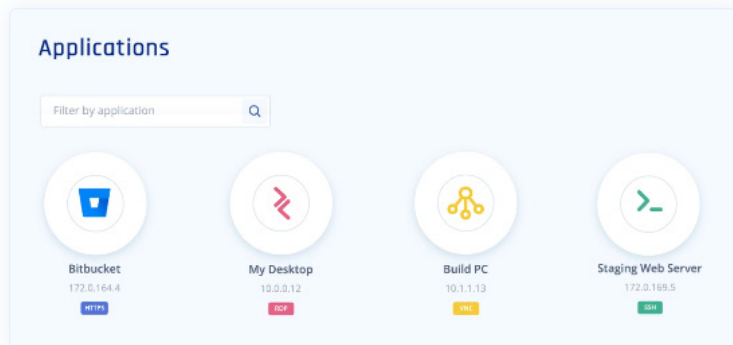 Applications
Filter by application
Bitbucket
172.0.164.4
HTTPS
My Desktop
10.0.0.12
RDP
Build PC
10.1.1.13
VNC
Staging Web Server
172.0.169.5
SSH